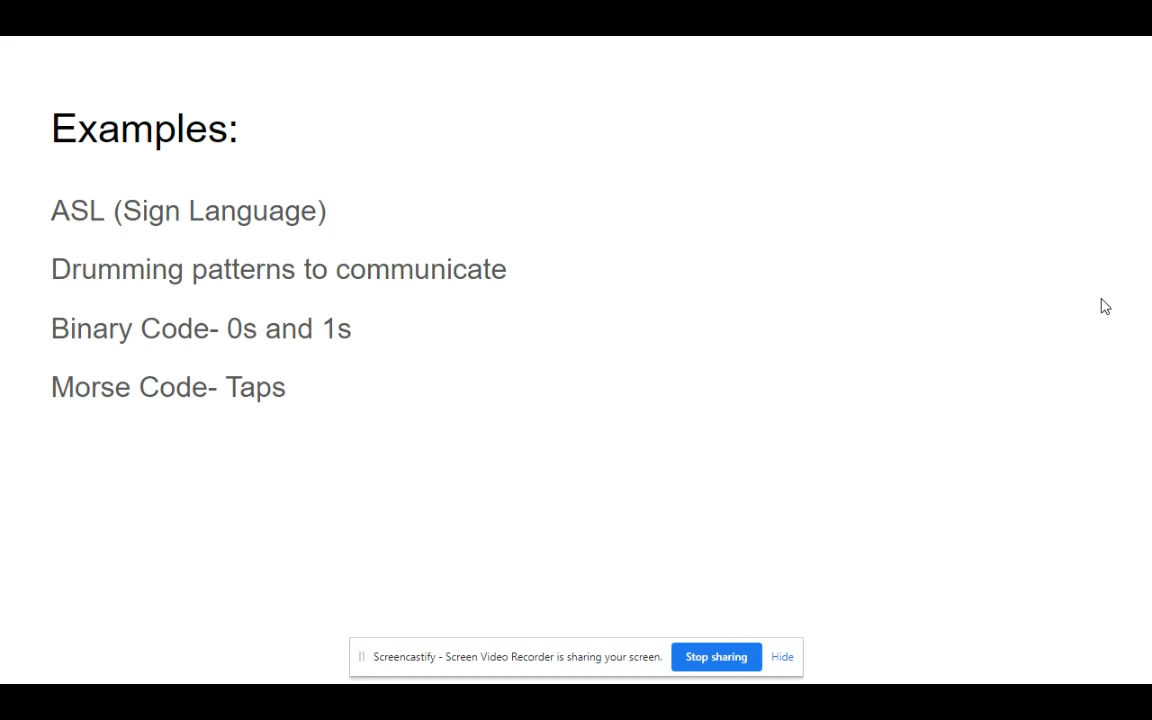 Examples:
ASL (Sign Language)
Drumming patterns to communicate
Binary Code- 0s and 1s
Morse Code- Taps
Screencastify - Screen Video Recorder is sharing your screen. Stop sharing Hide